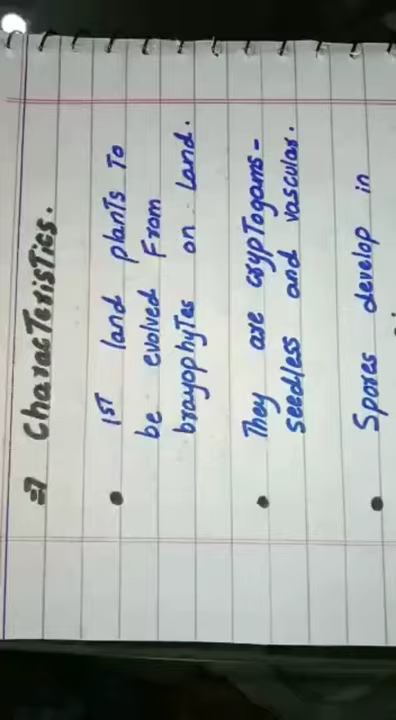 ⇒ Characteristics.
• 1ST land plants To
be evolved From
brayophytes on Land.
• They are crypTogams-
seedless and vascular.
• Spores develop in